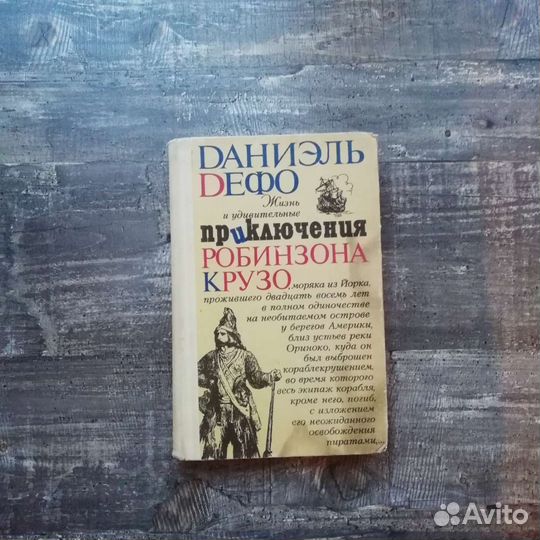 DАНИЭЛЬ
DЕФО
Жизнь
и удивительные
приключения
РОБИНЗОНА
КРУЗО,
моряка из Йорка,
прожившего двадцать восемь лет
в полном одиночестве
на необитаемом острове
у берегов Америки,
близ устьев реки
Ориноко, куда он
был выброшен
кораблекрушением,
во время которого
весь экипаж корабля,
кроме него, погиб,
с изложением
его неожиданного
освобождения
пиратами,...
Avito